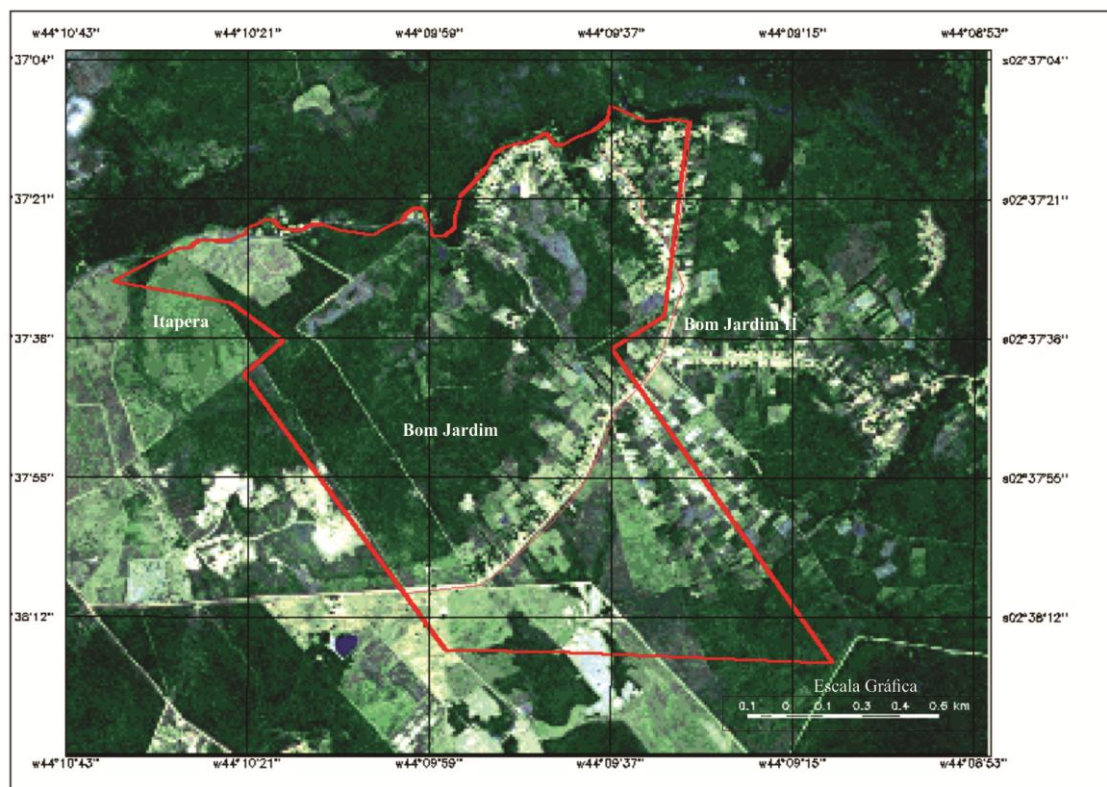 w44°10'43'' w44°10'21'' w44°09'59'' w44°09'37'' w44°09'15'' w44°08'53''
37'04'' s02°37'04''
37'21'' s02°37'21''
Itapera
37'38'' Bom Jardim II s02°37'38''
Bom Jardim
37'55'' s02°37'55''
38'12'' s02°38'12''
Escala Gráfica
0.1 0 0.1 0.4 0.6 km
w44°10'43'' w44°10'21'' w44°09'59'' w44°09'37'' w44°09'15'' w44°08'53''